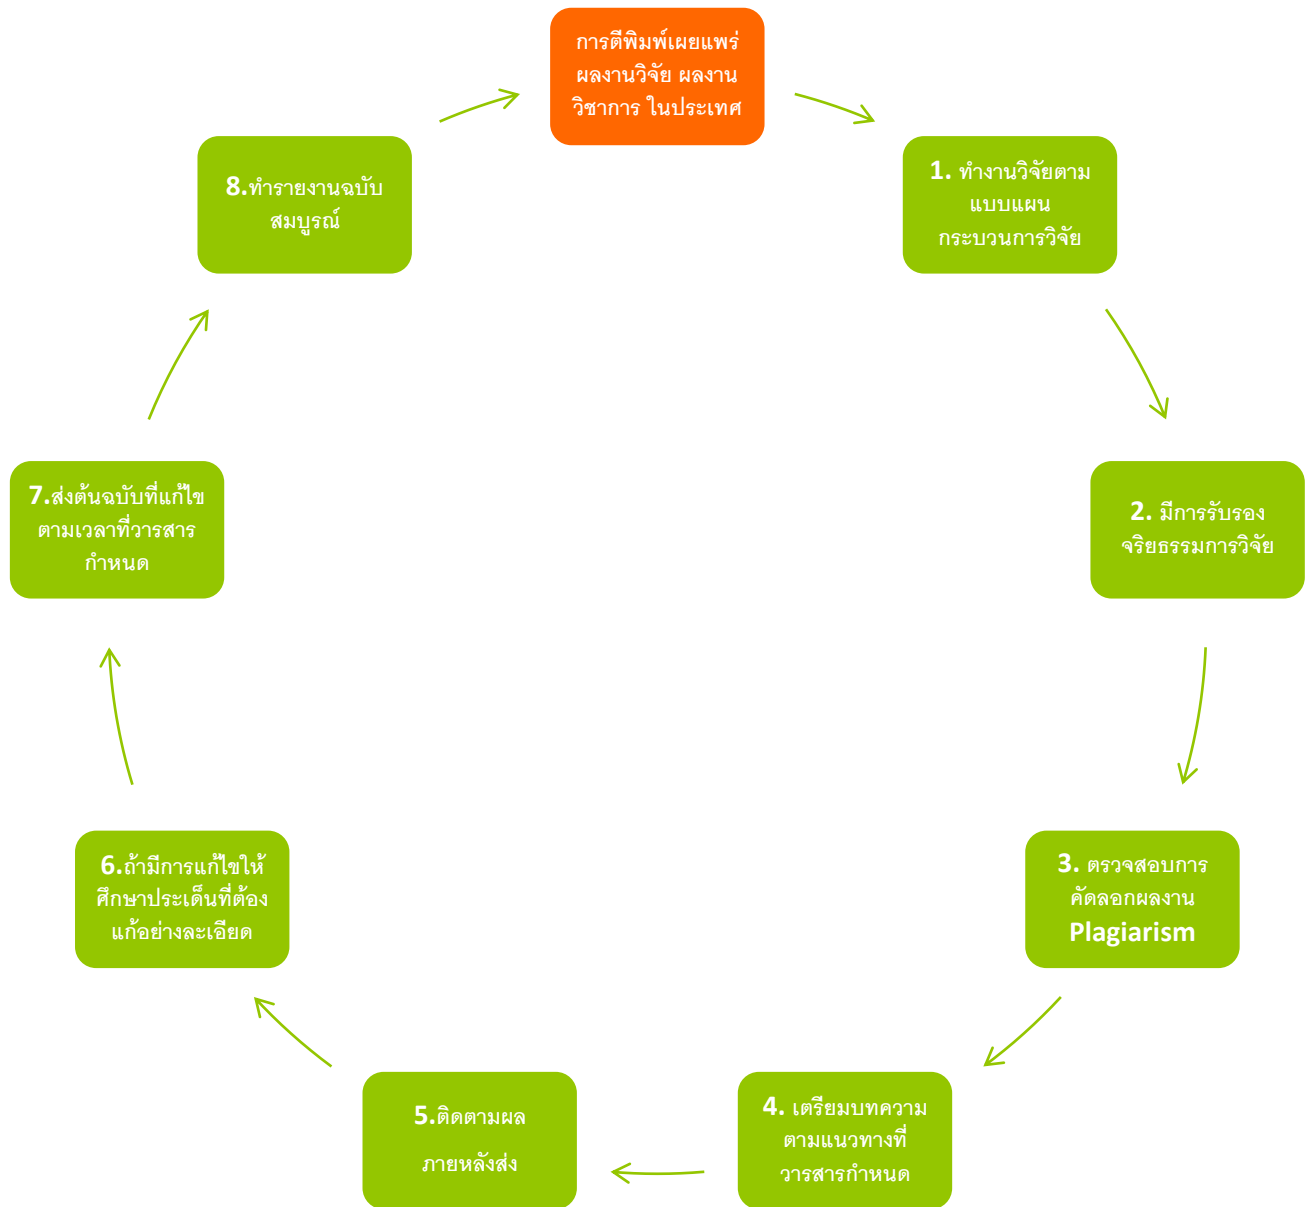 การตีพิมพ์เผยแพร่
ผลงานวิจัย ผลงาน
วิชาการ ในประเทศ
1. ทำงานวิจัยตาม
แบบแผน
กระบวนการวิจัย
2. มีการรับรอง
จริยธรรมการวิจัย
3. ตรวจสอบการ
คัดลอกผลงาน
Plagiarism
4. เตรียมบทความ
ตามแนวทางที่
วารสารกำหนด
5.ติดตามผล
ภายหลังส่ง
6.ถ้ามีการแก้ไขให้
ศึกษาประเด็นที่ต้อง
แก้อย่างละเอียด
7.ส่งต้นฉบับที่แก้ไข
ตามเวลาที่วารสาร
กำหนด
8.ทำรายงานฉบับ
สมบูรณ์